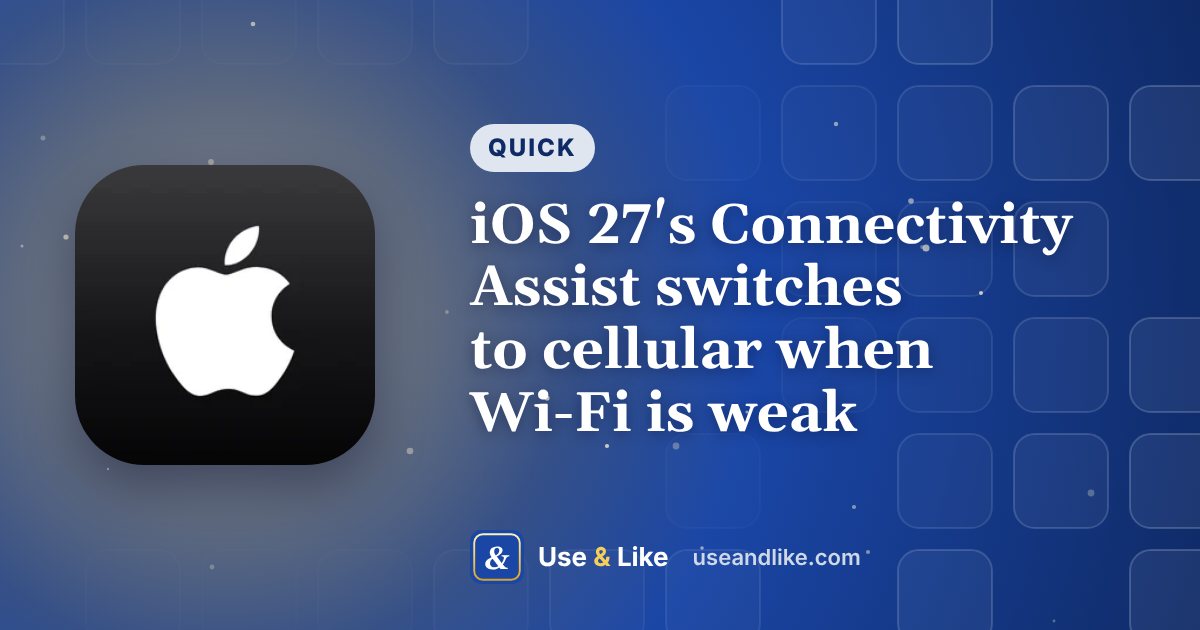 QUICK
iOS 27's Connectivity
Assist switches
to cellular when
Wi-Fi is weak
& Use & Like useandlike.com